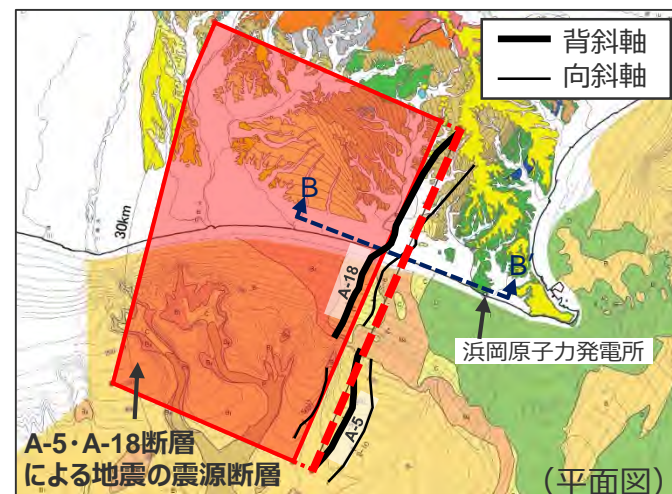 背斜軸
向斜軸
B
30km
A-18
B
浜岡原子力発電所
A-5
A-5・A-18断層
による地震の震源断層
(平面図)